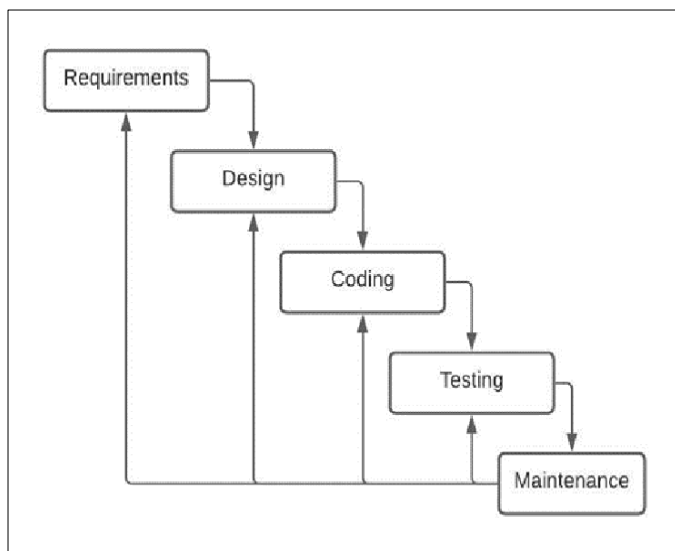 Requirements
Design
Coding
Testing
Maintenance